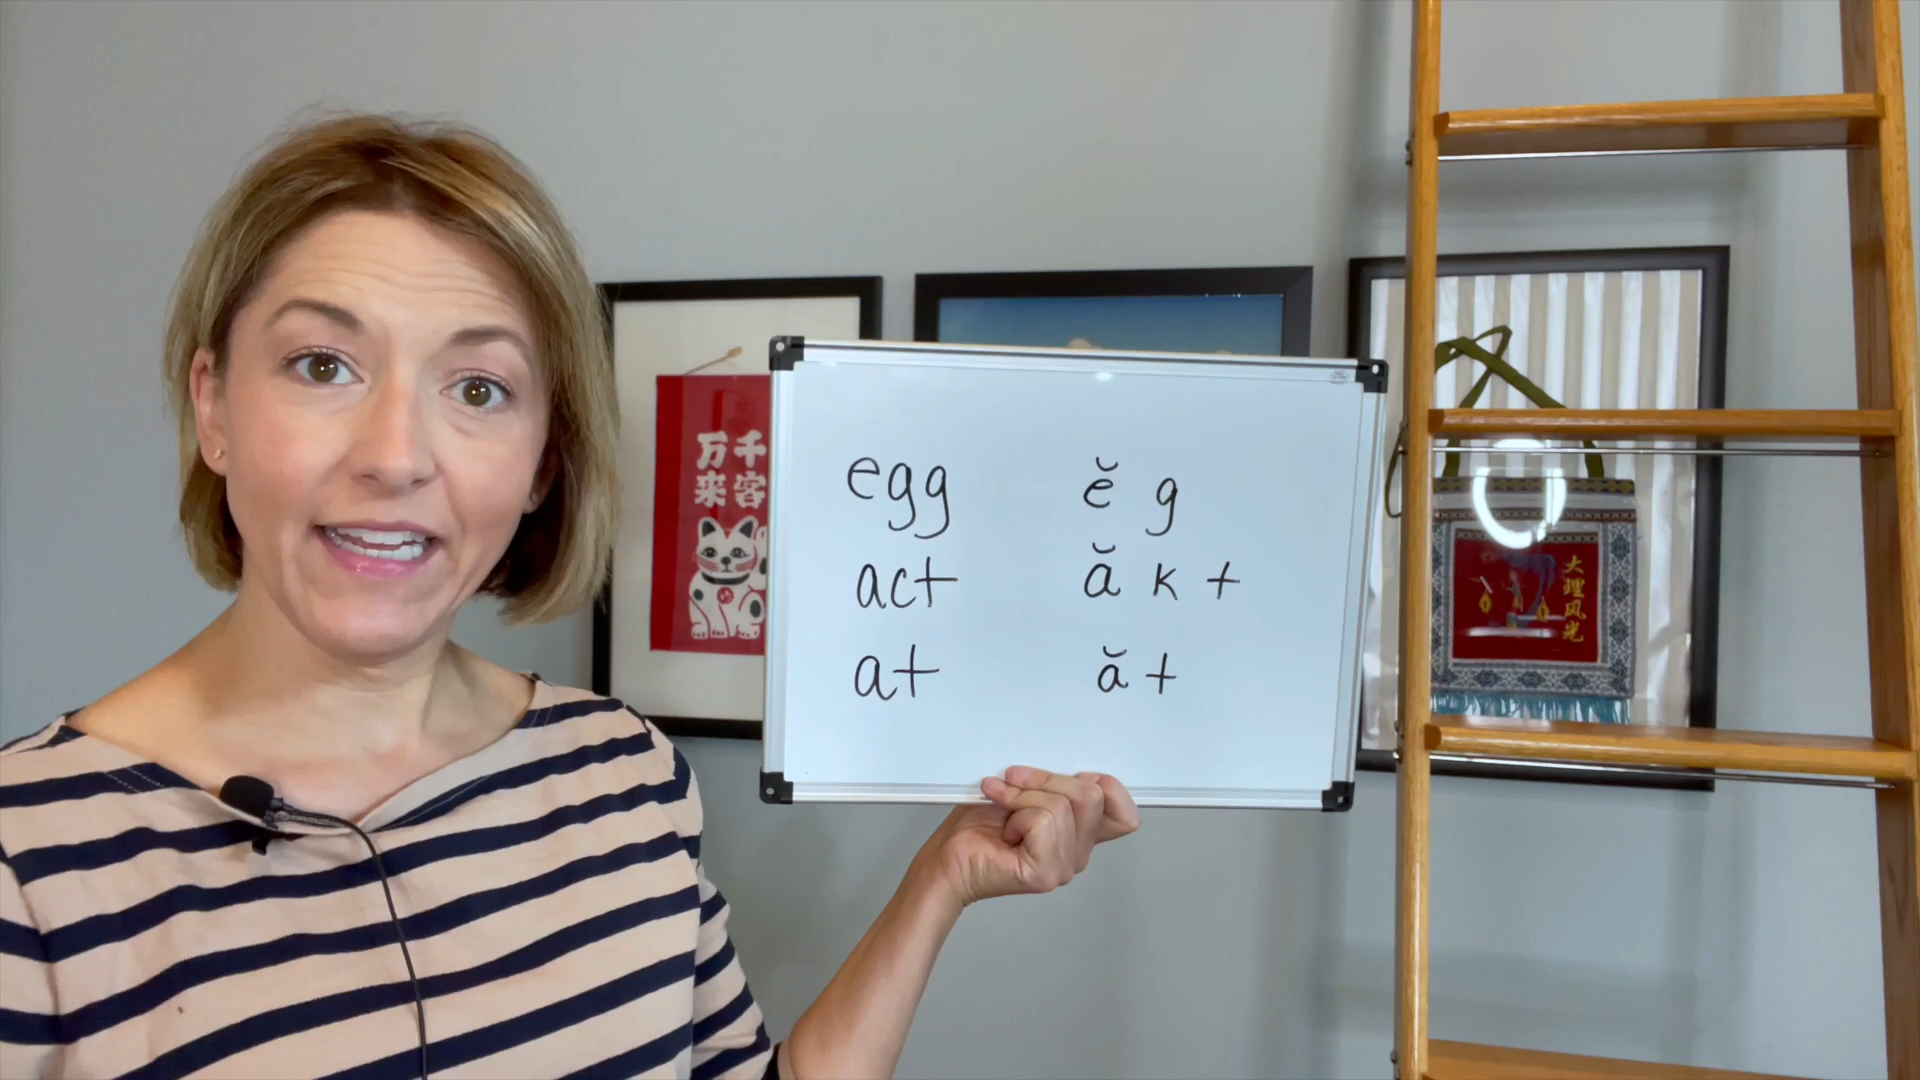 egg ĕ g
act ă k t
at ă t
千客
万来
大理风光